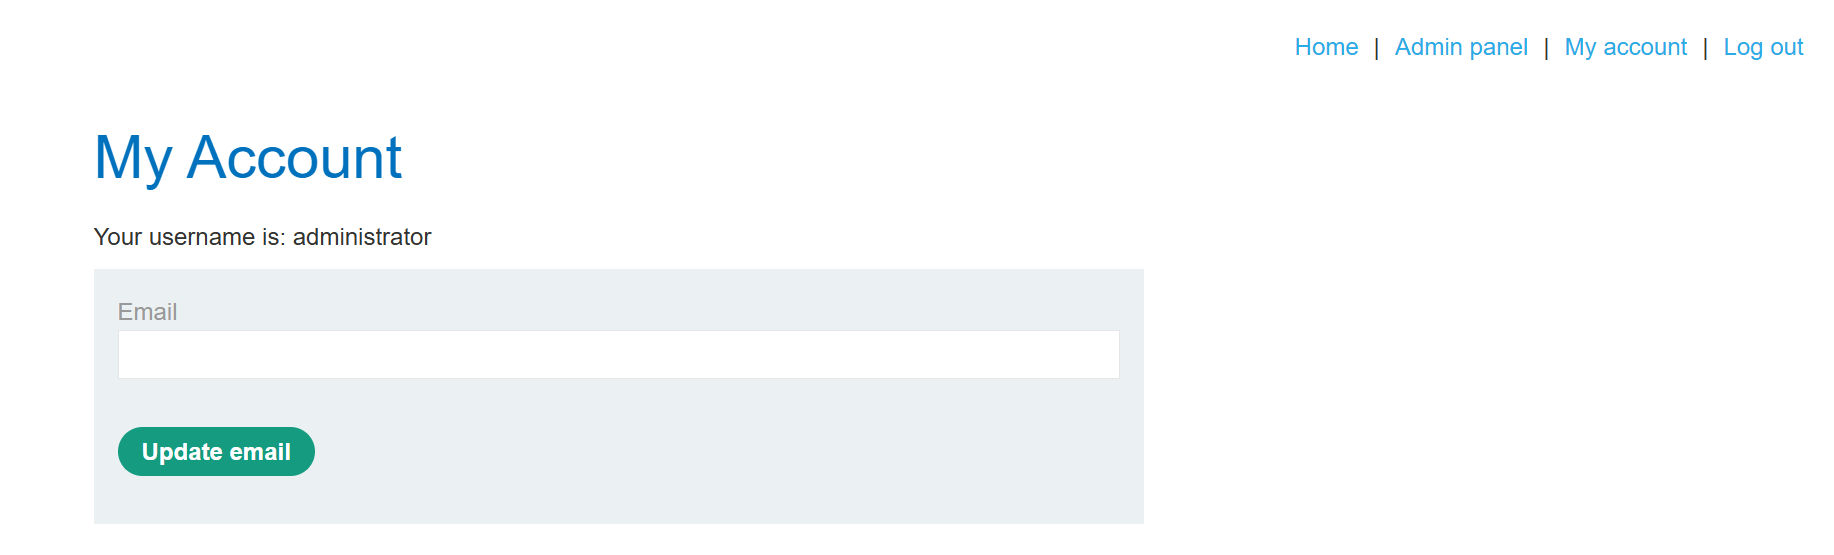 Home | Admin panel | My account | Log out
My Account
Your username is: administrator
Email
Update email